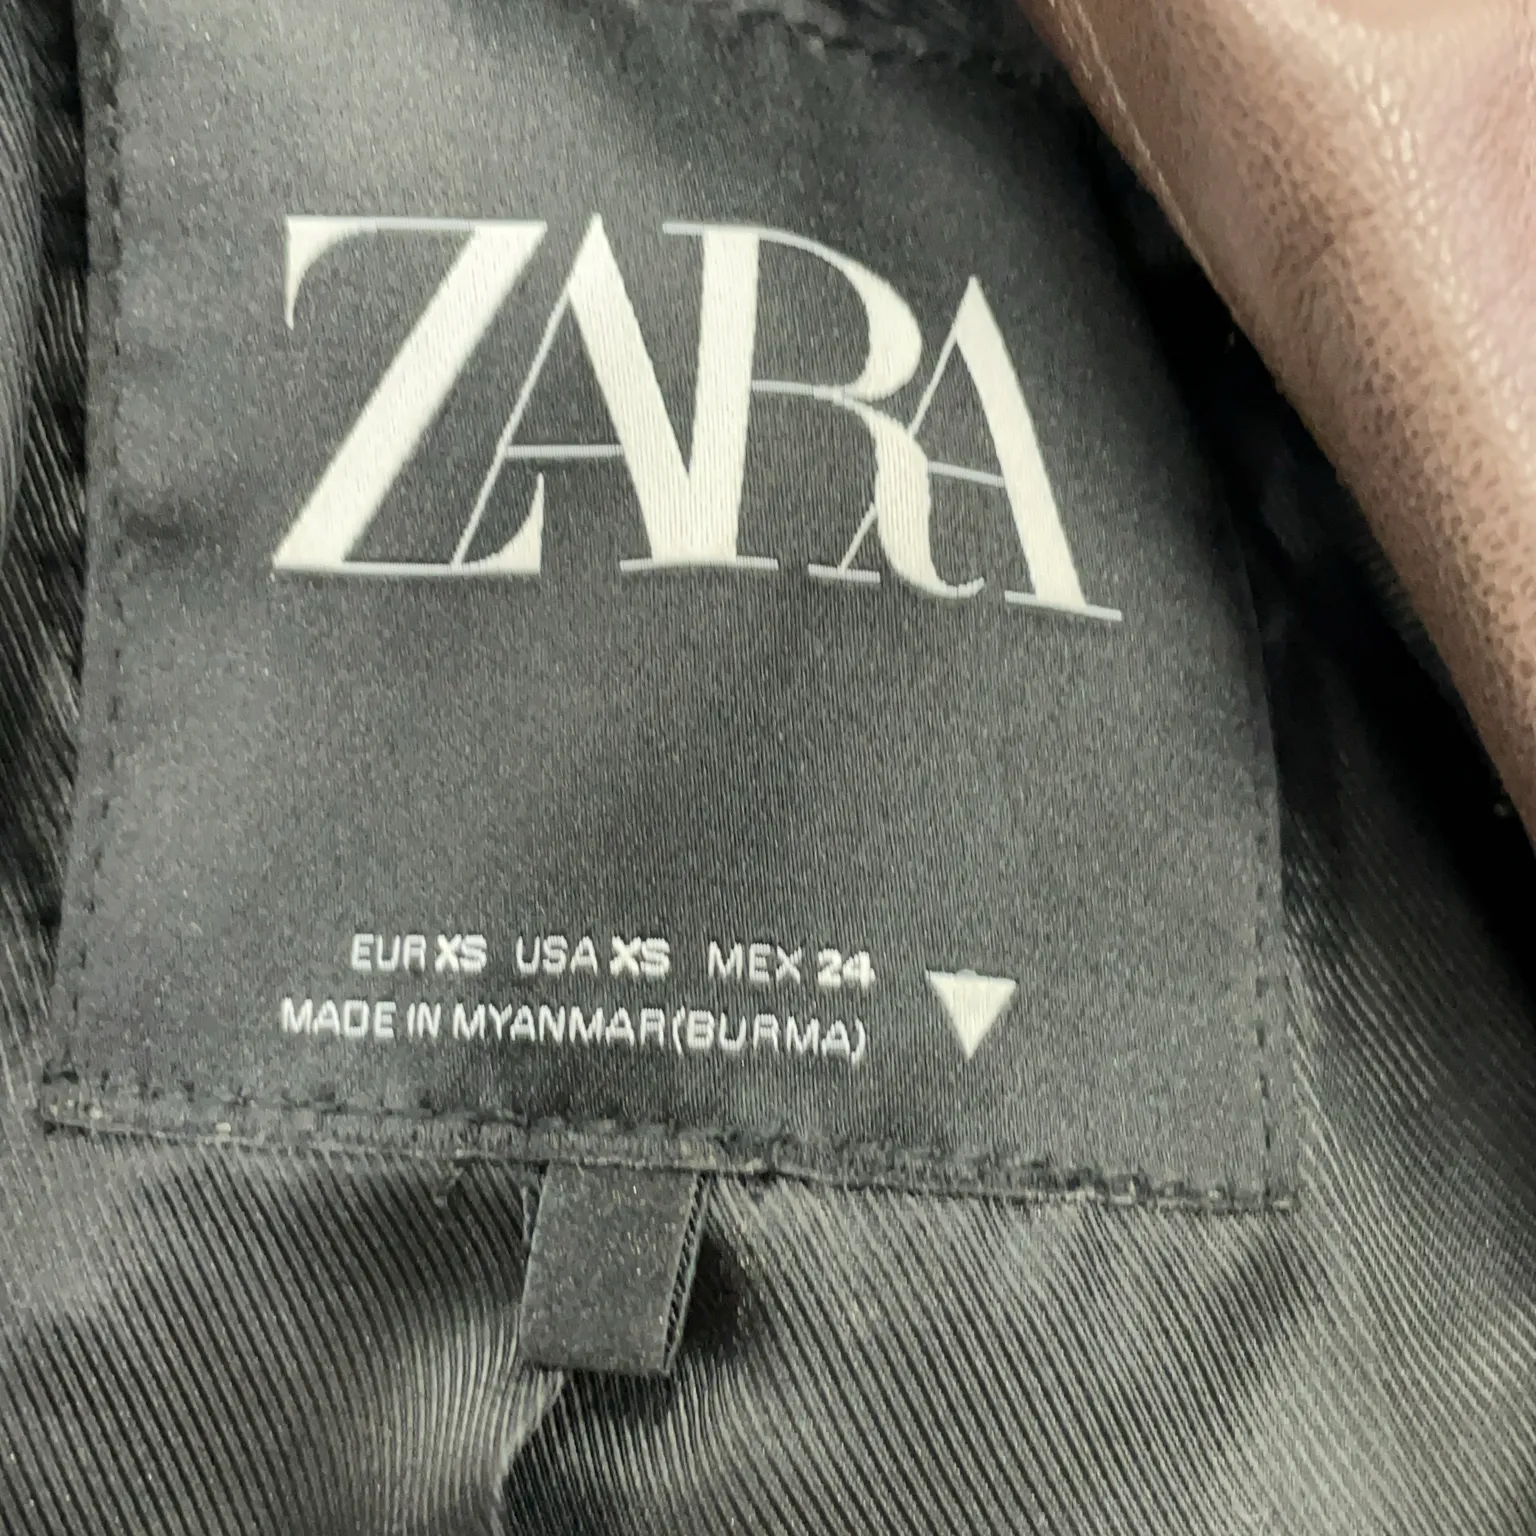 ZARA
EUR XS USA XS MEX 24
MADE IN MYANMAR(BURMA)